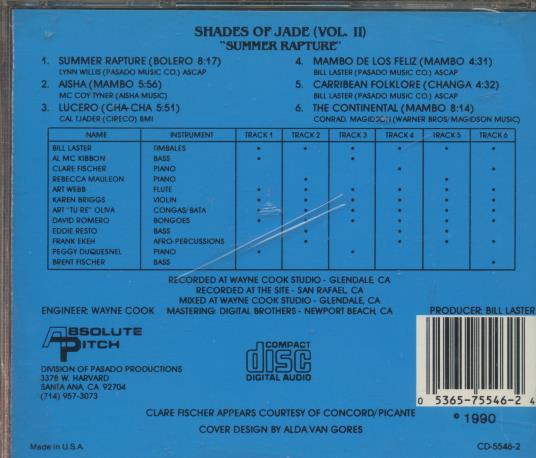 SHADES OF JADE (VOL. II)
"SUMMER RAPTURE"
1. SUMMER RAPTURE (BOLERO 8:17)
LYNN WILLIS (PASADO MUSIC CO.) ASCAP
2. AISHA (MAMBO 5:56)
MC COY TYNER (AISHA MUSIC)
3. LUCERO (CHA-CHA 5:51)
CAL TJADER (CIRECO) BMI
4. MAMBO DE LOS FELIZ (MAMBO 4:31)
BILL LASTER (PASADO MUSIC CO.) ASCAP
5. CARRIBEAN FOLKLORE (CHANGA 4:32)
BILL LASTER (PASADO MUSIC CO.) ASCAP
6. THE CONTINENTAL (MAMBO 8:14)
CONRAD, MAGIDSON (WARNER BROS/MAGIDSON MUSIC)
NAME INSTRUMENT TRACK 1 TRACK 2 TRACK 3 TRACK 4 TRACK 5 TRACK 6
BILL LASTER TIMBALES • • • • • •
AL MC KIBBON BASS • •
CLARE FISCHER PIANO • •
REBECCA MAULEON PIANO • •
ART WEBB FLUTE • • • • • •
KAREN BRIGGS VIOLIN • • • • • •
ART "TU RE" OLIVA CONGAS/BATA • • • • • •
DAVID ROMERO BONGOES • • • • • •
EDDIE RESTO BASS • • •
FRANK EKEH AFRO-PERCUSSIONS • • • •
PEGGY DUQUESNEL PIANO • •
BRENT FISCHER BASS •
RECORDED AT WAYNE COOK STUDIO - GLENDALE, CA
RECORDED AT THE SITE - SAN RAFAEL, CA
MIXED AT WAYNE COOK STUDIO - GLENDALE, CA
ENGINEER: WAYNE COOK MASTERING: DIGITAL BROTHERS - NEWPORT BEACH, CA PRODUCER: BILL LASTER
ABSOLUTE
PITCH
DIVISION OF PASADO PRODUCTIONS
3378 W. HARVARD
SANTA ANA, CA 92704
(714) 957-3073
COMPACT
disc
DIGITAL AUDIO
0 5365-75546-2 4
CLARE FISCHER APPEARS COURTESY OF CONCORD/PICANTE
© 1990
COVER DESIGN BY ALDA VAN GORES
Made in U.S.A. CD-5546-2